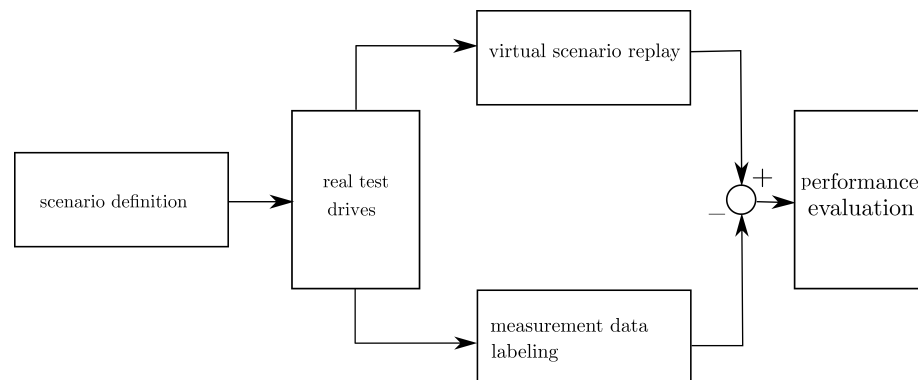 scenario definition
real test
drives
virtual scenario replay
measurement data
labeling
+
−
performance
evaluation